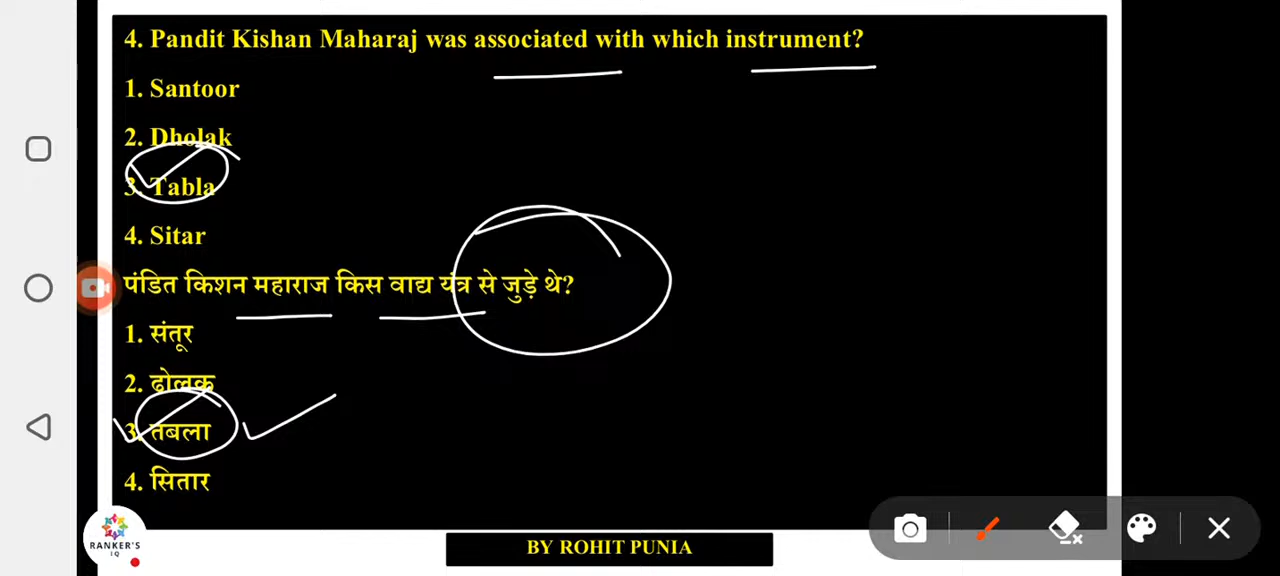 4. Pandit Kishan Maharaj was associated with which instrument?
1. Santoor
2. Dholak
3. Tabla
4. Sitar
पंडित किशन महाराज किस वाद्य यंत्र से जुड़े थे?
1. संतूर
2. ढोलक
3. तबला
4. सितार
RANKER'S
IQ
BY ROHIT PUNIA